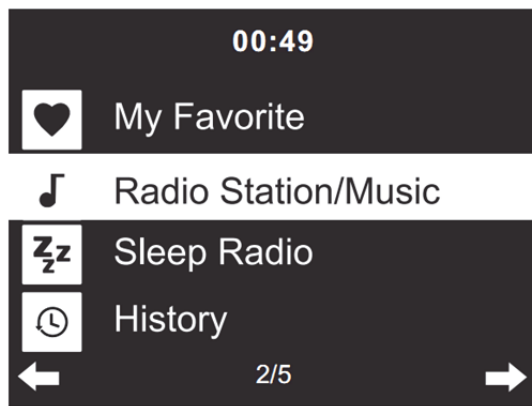 00:49
My Favorite
Radio Station/Music
Sleep Radio
History
2/5